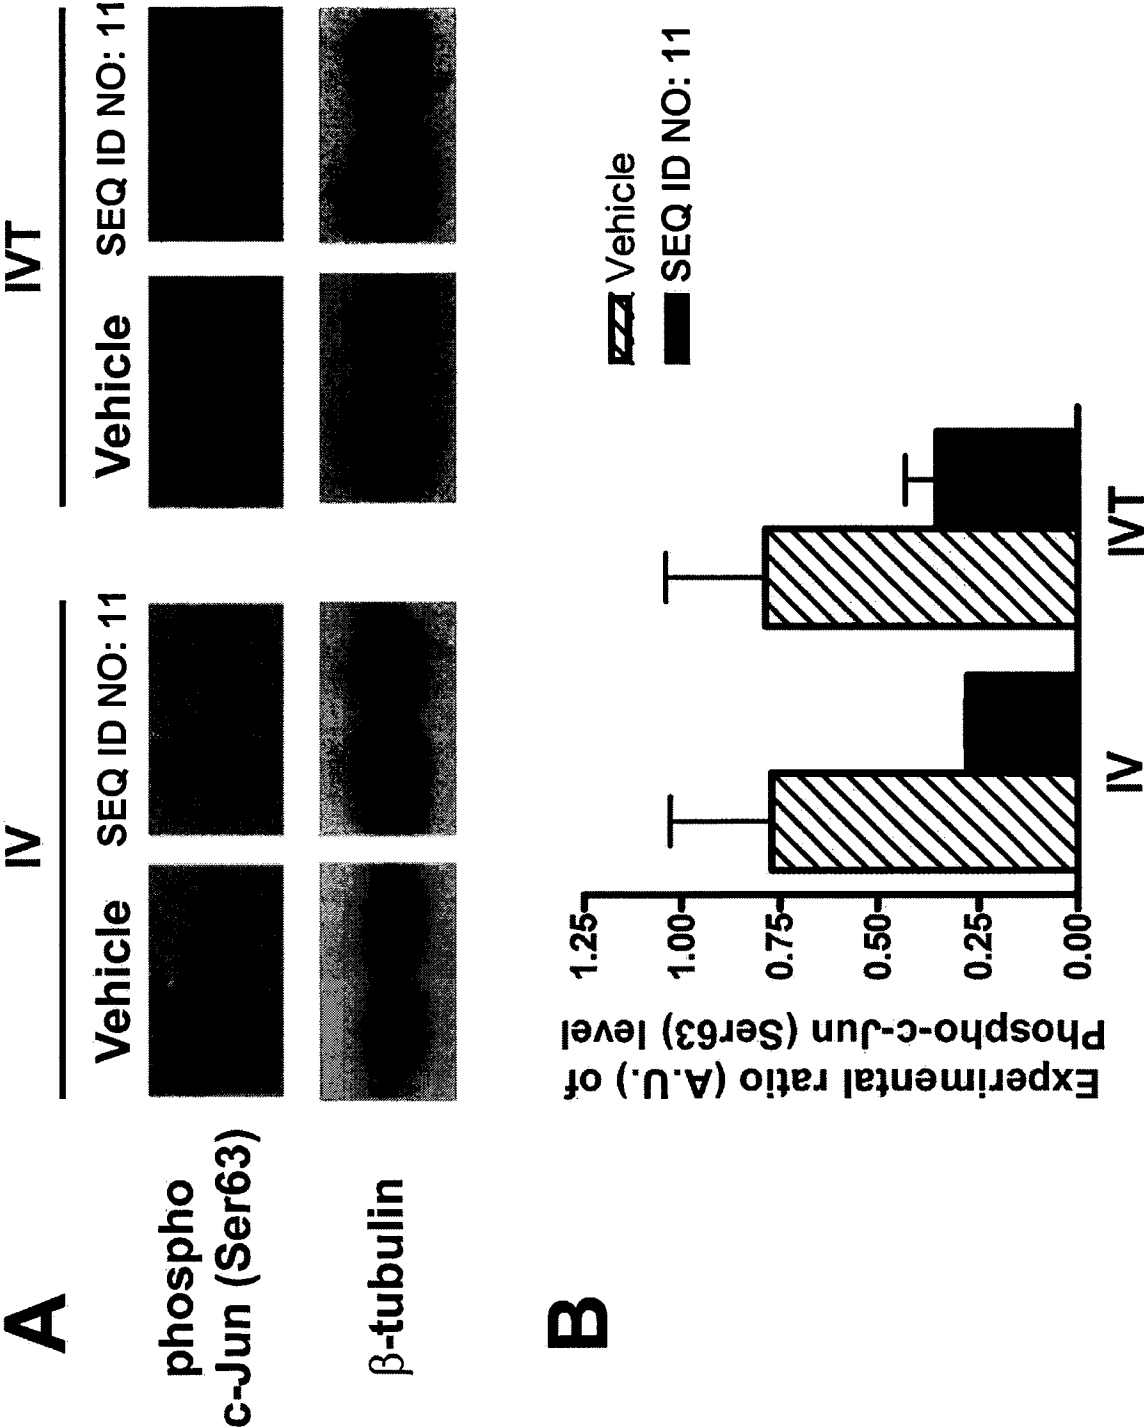 A
IV
IVT
Vehicle
SEQ ID NO: 11
Vehicle
SEQ ID NO: 11
phospho
c-Jun (Ser63)
β-tubulin
B
Experimental ratio (A.U.) of
Phospho-c-Jun (Ser63) level
1.25
1.00
0.75
0.50
0.25
0.00
IV
IVT
Vehicle
SEQ ID NO: 11